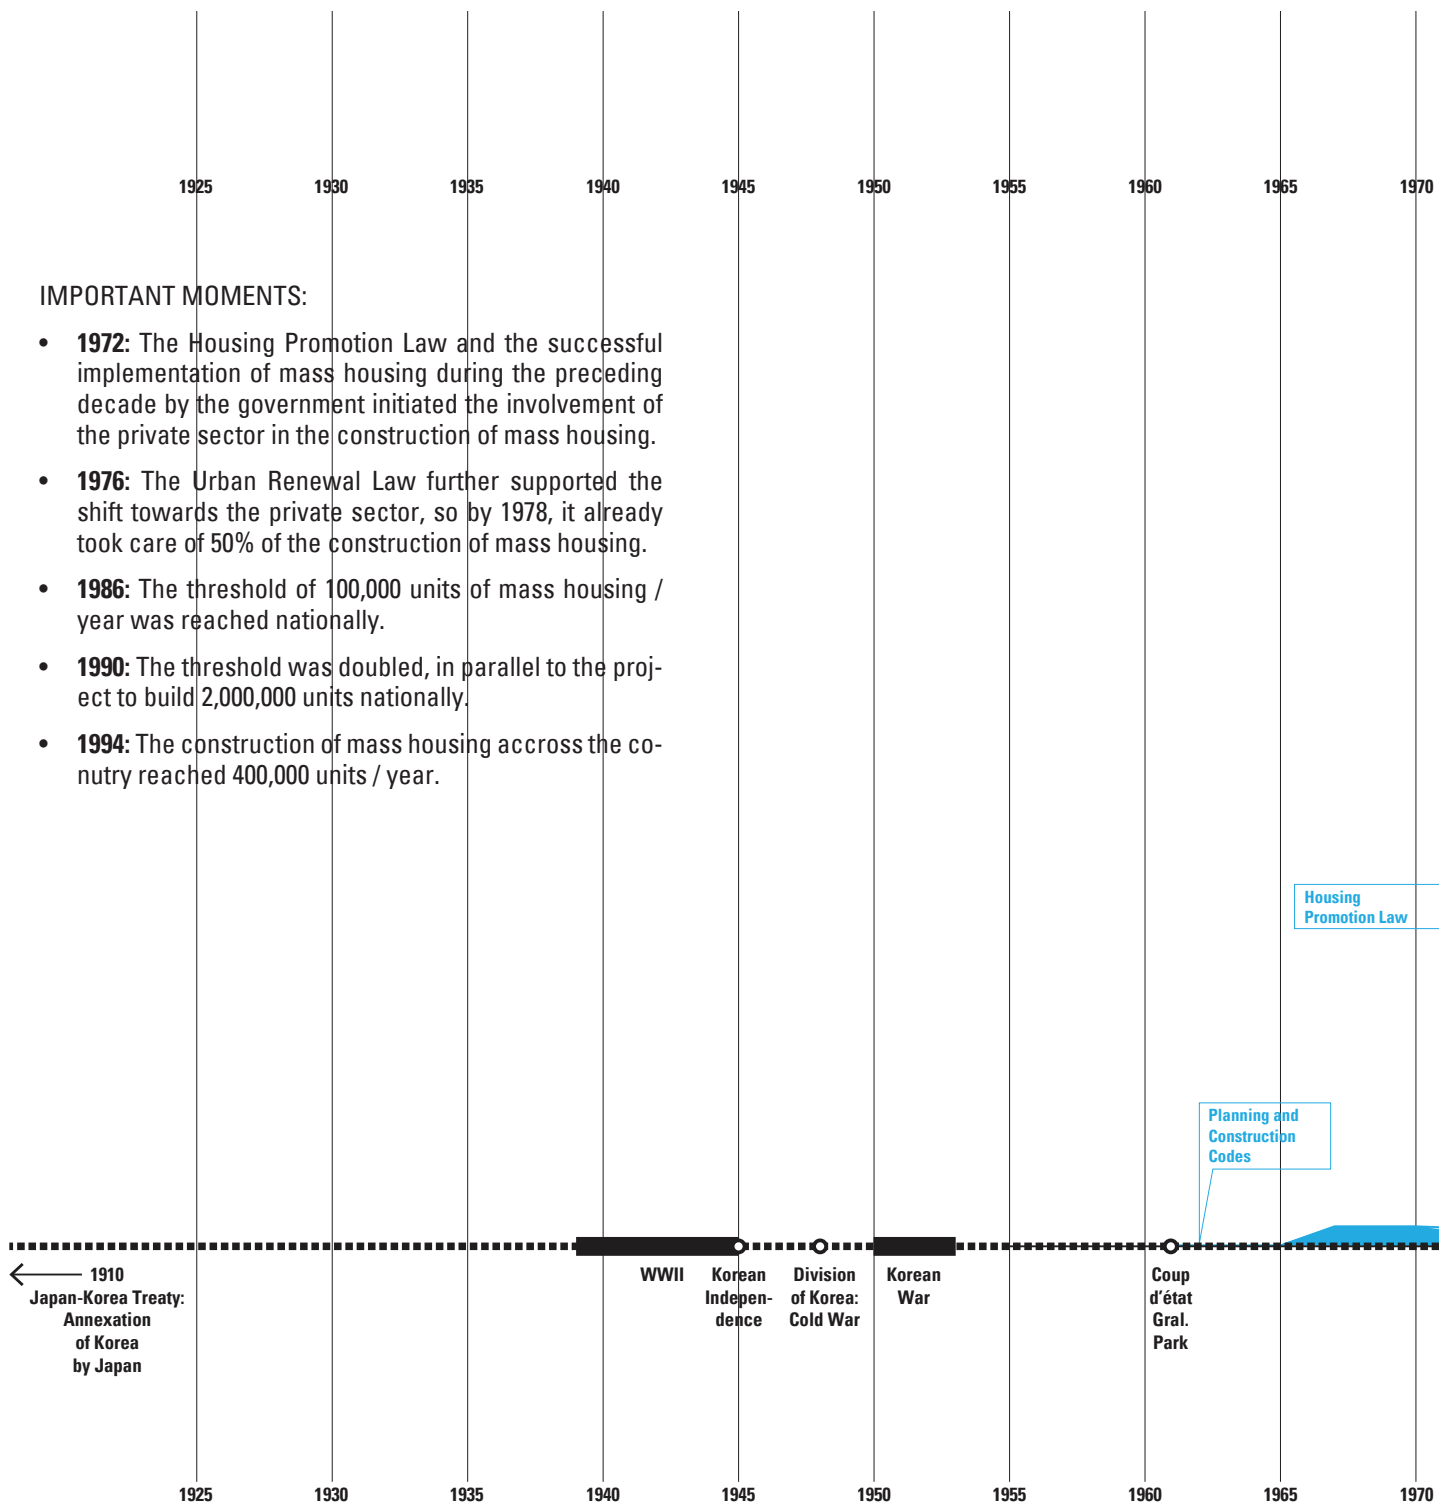 1925 1930 1935 1940 1945 1950 1955 1960 1965 1970
IMPORTANT MOMENTS:
• 1972: The Housing Promotion Law and the successful
implementation of mass housing during the preceding
decade by the government initiated the involvement of
the private sector in the construction of mass housing.
• 1976: The Urban Renewal Law further supported the
shift towards the private sector, so by 1978, it already
took care of 50% of the construction of mass housing.
• 1986: The threshold of 100,000 units of mass housing /
year was reached nationally.
• 1990: The threshold was doubled, in parallel to the proj-
ect to build 2,000,000 units nationally.
• 1994: The construction of mass housing accross the co-
nutry reached 400,000 units / year.
Housing
Promotion Law
Planning and
Construction
Codes
1910
Japan-Korea Treaty:
Annexation
of Korea
by Japan
WWII
Korean
Indepen-
dence
Division
of Korea:
Cold War
Korean
War
Coup
d'état
Gral.
Park
1925 1930 1935 1940 1945 1950 1955 1960 1965 1970